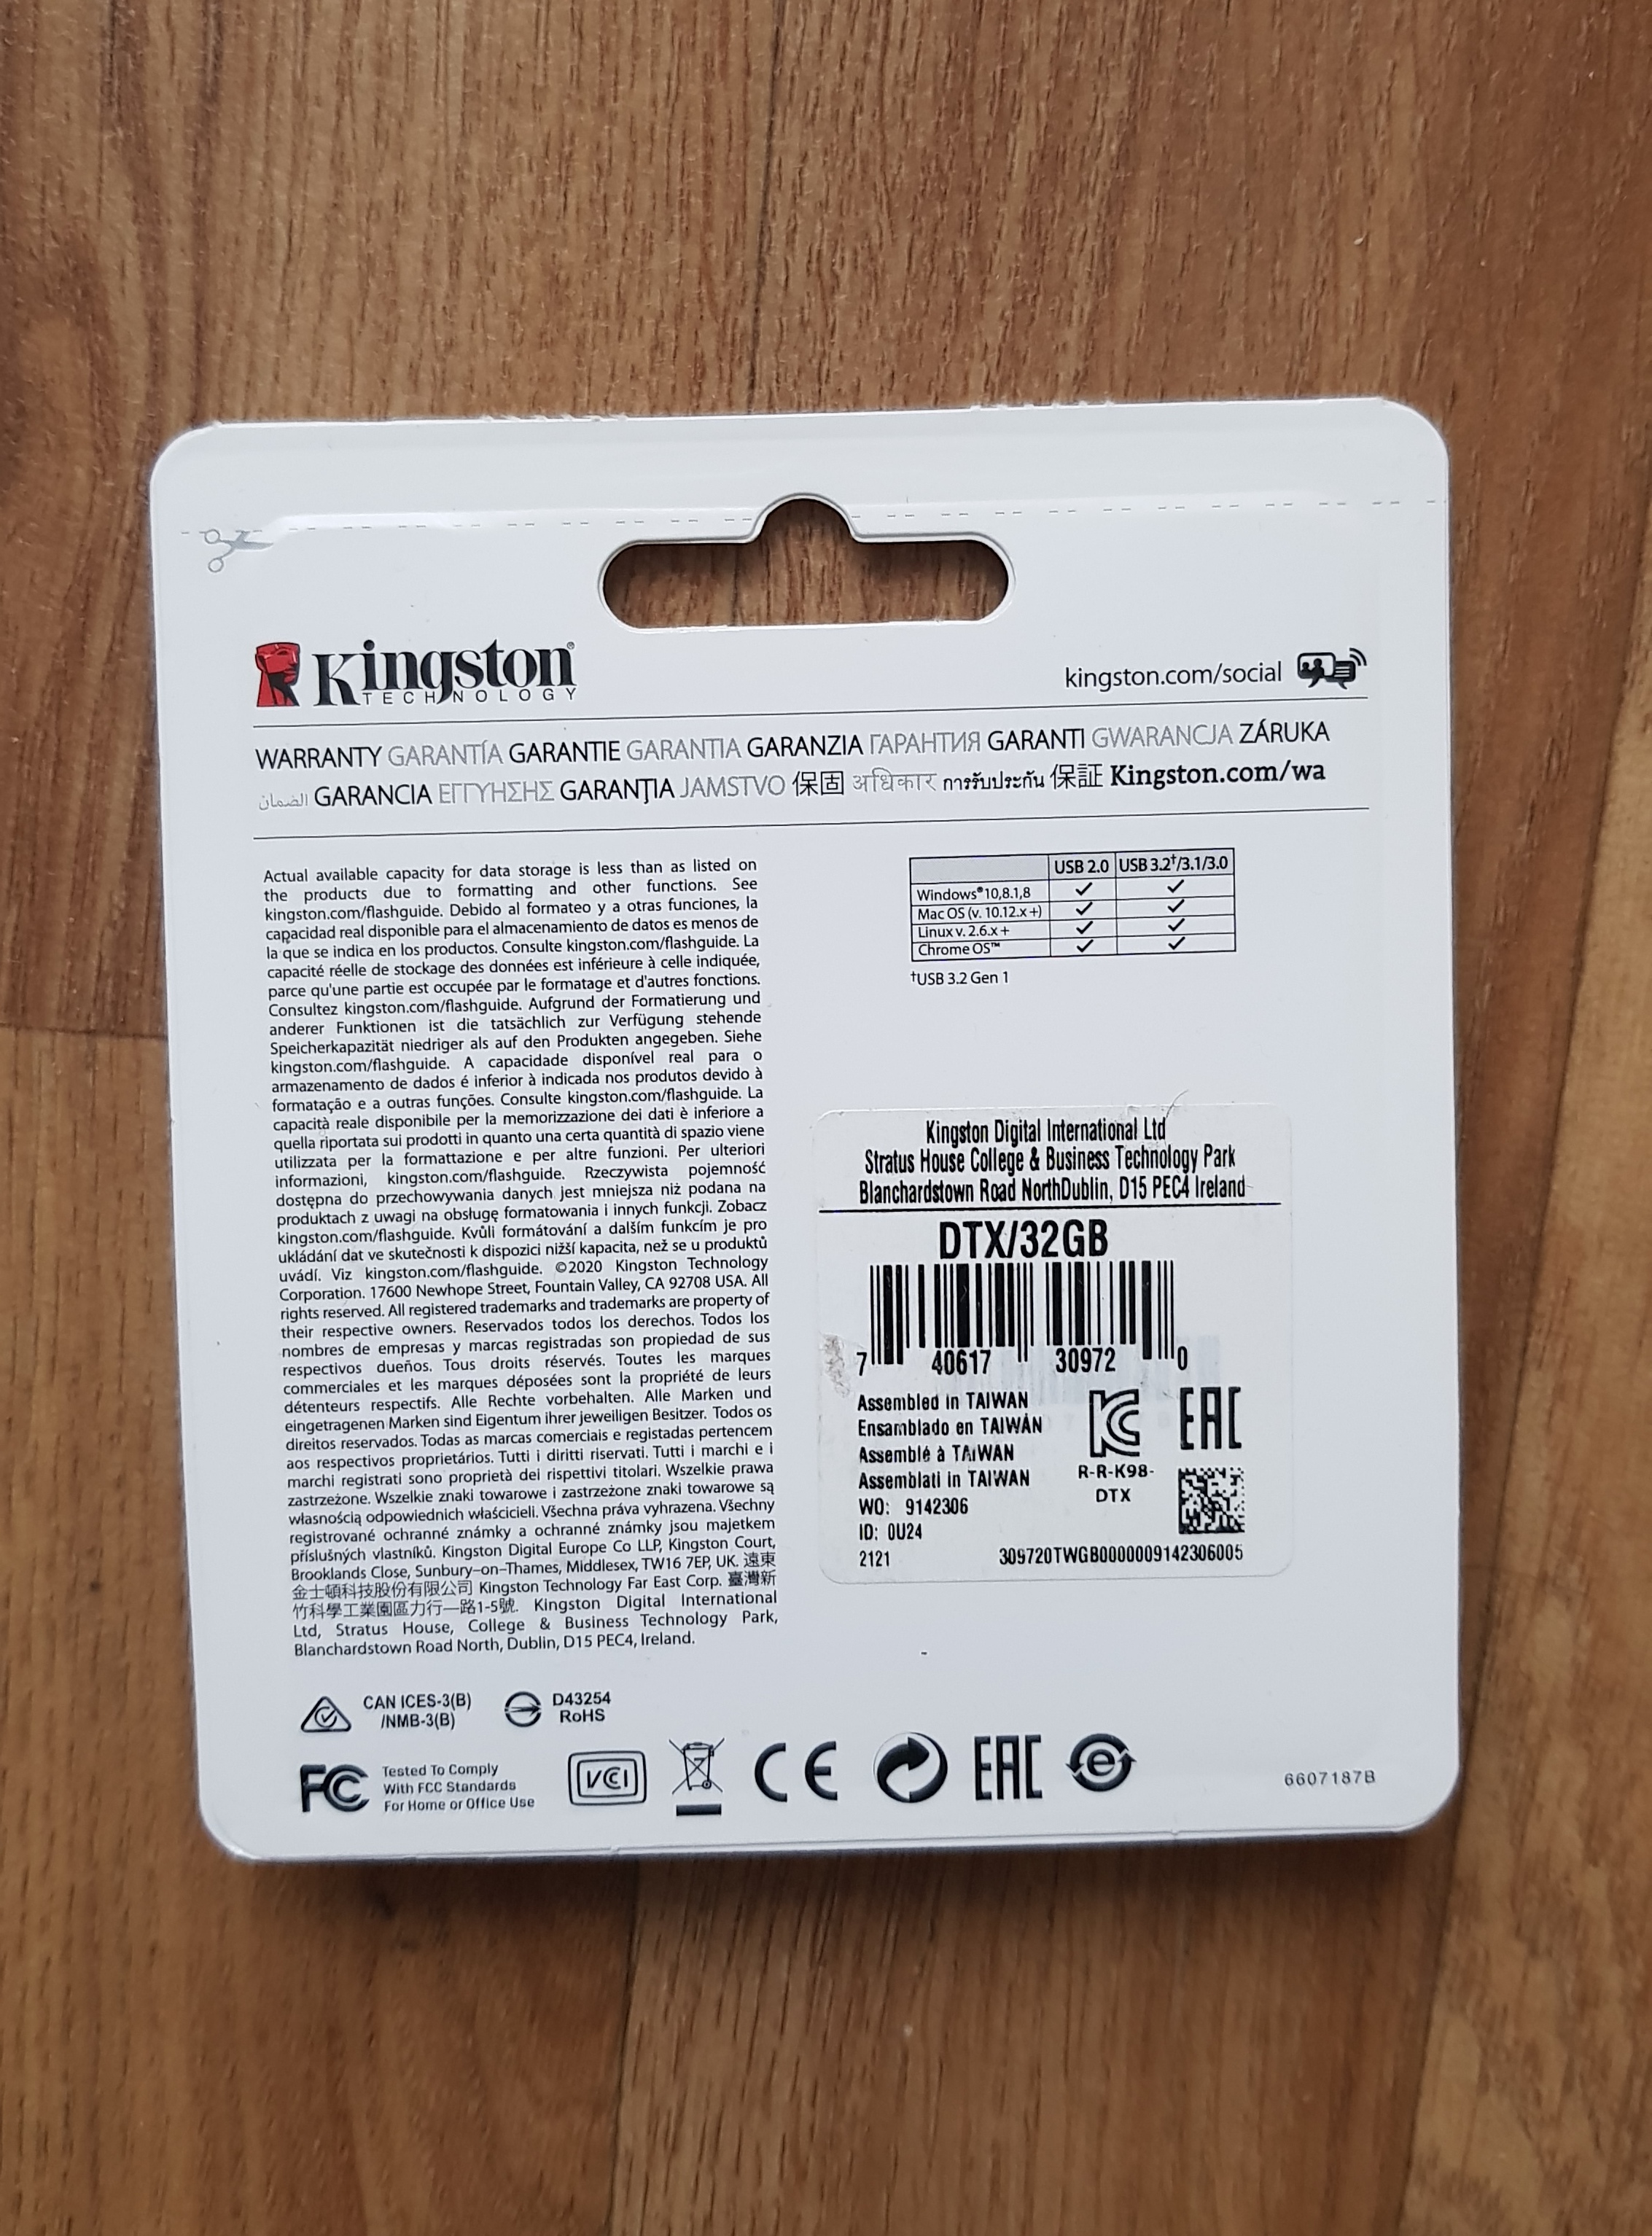 Kingston®
TECHNOLOGY
kingston.com/social
WARRANTY GARANTÍA GARANTIE GARANTIA GARANZIA ГАРАНТИЯ GARANTI GWARANCJA ZÁRUKA
الضمان GARANCIA ΕΓΓΥΗΣΗΣ GARANŢIA JAMSTVO 保固 अधिकार การรับประกัน 保証 Kingston.com/wa
Actual available capacity for data storage is less than as listed on
the products due to formatting and other functions. See
kingston.com/flashguide. Debido al formateo y a otras funciones, la
capacidad real disponible para el almacenamiento de datos es menos de
la que se indica en los productos. Consulte kingston.com/flashguide. La
capacité réelle de stockage des données est inférieure à celle indiquée,
parce qu'une partie est occupée par le formatage et d'autres fonctions.
Consultez kingston.com/flashguide. Aufgrund der Formatierung und
anderer Funktionen ist die tatsächlich zur Verfügung stehende
Speicherkapazität niedriger als auf den Produkten angegeben. Siehe
kingston.com/flashguide. A capacidade disponível real para o
armazenamento de dados é inferior à indicada nos produtos devido à
formatação e a outras funções. Consulte kingston.com/flashguide. La
capacità reale disponibile per la memorizzazione dei dati è inferiore a
quella riportata sui prodotti in quanto una certa quantità di spazio viene
utilizzata per la formattazione e per altre funzioni. Per ulteriori
informazioni, kingston.com/flashguide. Rzeczywista pojemność
dostępna do przechowywania danych jest mniejsza niż podana na
produktach z uwagi na obsługę formatowania i innych funkcji. Zobacz
kingston.com/flashguide. Kvůli formátování a dalším funkcím je pro
ukládání dat ve skutečnosti k dispozici nižší kapacita, než se u produktů
uvádí. Viz kingston.com/flashguide. ©2020 Kingston Technology
Corporation. 17600 Newhope Street, Fountain Valley, CA 92708 USA. All
rights reserved. All registered trademarks and trademarks are property of
their respective owners. Reservados todos los derechos. Todos los
nombres de empresas y marcas registradas son propiedad de sus
respectivos dueños. Tous droits réservés. Toutes les marques
commerciales et les marques déposées sont la propriété de leurs
détenteurs respectifs. Alle Rechte vorbehalten. Alle Marken und
eingetragenen Marken sind Eigentum ihrer jeweiligen Besitzer. Todos os
direitos reservados. Todas as marcas comerciais e registadas pertencem
aos respectivos proprietários. Tutti i diritti riservati. Tutti i marchi e i
marchi registrati sono proprietà dei rispettivi titolari. Wszelkie prawa
zastrzeżone. Wszelkie znaki towarowe i zastrzeżone znaki towarowe są
własnością odpowiednich właścicieli. Všechna práva vyhrazena. Všechny
registrované ochranné známky a ochranné známky jsou majetkem
příslušných vlastníků. Kingston Digital Europe Co LLP, Kingston Court,
Brooklands Close, Sunbury-on-Thames, Middlesex, TW16 7EP, UK. 遠東
金士頓科技股份有限公司 Kingston Technology Far East Corp. 臺灣新
竹科學工業園區力行一路1-5號. Kingston Digital International
Ltd, Stratus House, College & Business Technology Park,
Blanchardstown Road North, Dublin, D15 PEC4, Ireland.
USB 2.0 USB 3.2†/3.1/3.0
Windows® 10,8.1,8 ✓ ✓
Mac OS (v. 10.12.x +) ✓ ✓
Linux v. 2.6.x + ✓ ✓
Chrome OS™ ✓ ✓
†USB 3.2 Gen 1
Kingston Digital International Ltd
Stratus House College & Business Technology Park
Blanchardstown Road NorthDublin, D15 PEC4 Ireland
DTX/32GB
7 40617 30972 0
Assembled in TAIWAN
Ensamblado en TAIWÁN
Assemblé à TAiWAN
Assemblati in TAIWAN
WO: 9142306
ID: 0U24
2121
EAC
R-R-K98-
DTX
309720TWGB0000009142306005
CAN ICES-3(B)
/NMB-3(B)
D43254
RoHS
FC
Tested To Comply
With FCC Standards
For Home or Office Use
VCI
CE
EAC
e
6607187B